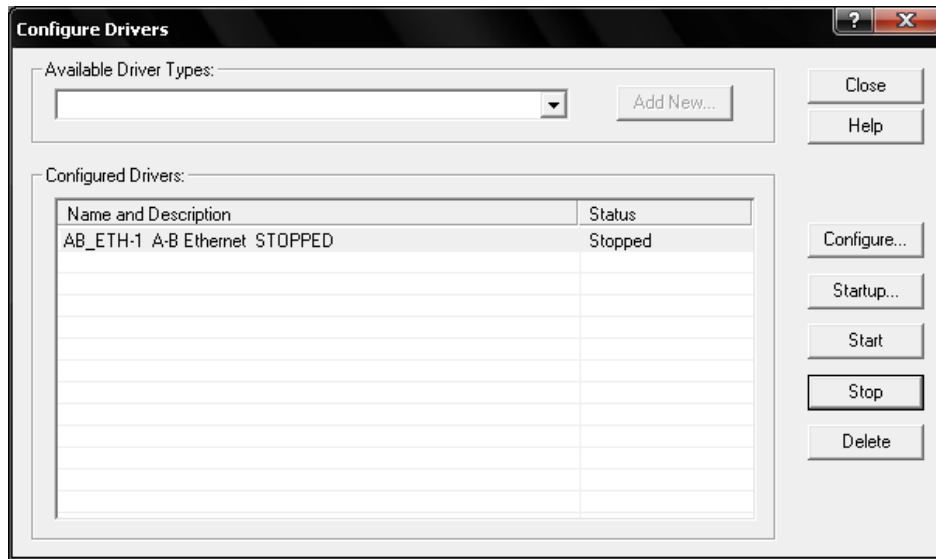 Configure Drivers
?
X
Available Driver Types:
Add New...
Close
Help
Configured Drivers:
Name and Description Status
AB_ETH-1 A-B Ethernet STOPPED Stopped
Configure...
Startup...
Start
Stop
Delete